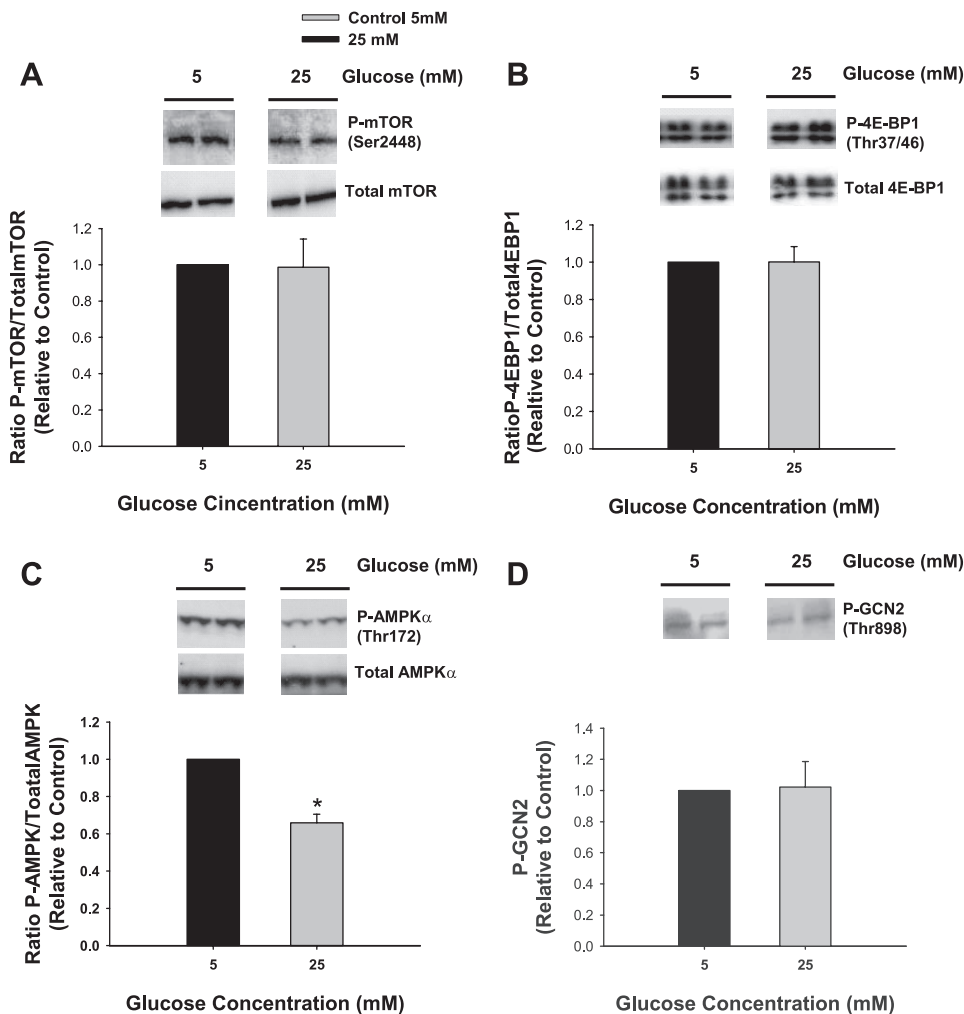 Control 5mM
25 mM
A
5
25
Glucose (mM)
P-mTOR
(Ser2448)
Total mTOR
Ratio P-mTOR/TotalmTOR
(Relative to Control)
1.2
1.0
0.8
0.6
0.4
0.2
0.0
5
25
Glucose Cincentration (mM)
B
5
25
Glucose (mM)
P-4E-BP1
(Thr37/46)
Total 4E-BP1
RatioP-4EBP1/Total4EBP1
(Realtive to Control)
1.2
1.0
0.8
0.6
0.4
0.2
0.0
5
25
Glucose Concentration (mM)
C
5
25
Glucose (mM)
P-AMPKα
(Thr172)
Total AMPKα
Ratio P-AMPK/ToatalAMPK
(Relative to Control)
1.2
1.0
0.8
0.6
0.4
0.2
0.0
*
5
25
Glucose Concentration (mM)
D
5
25
Glucose (mM)
P-GCN2
(Thr898)
P-GCN2
(Relative to Control)
1.4
1.2
1.0
0.8
0.6
0.4
0.2
0.0
5
25
Glucose Concentration (mM)